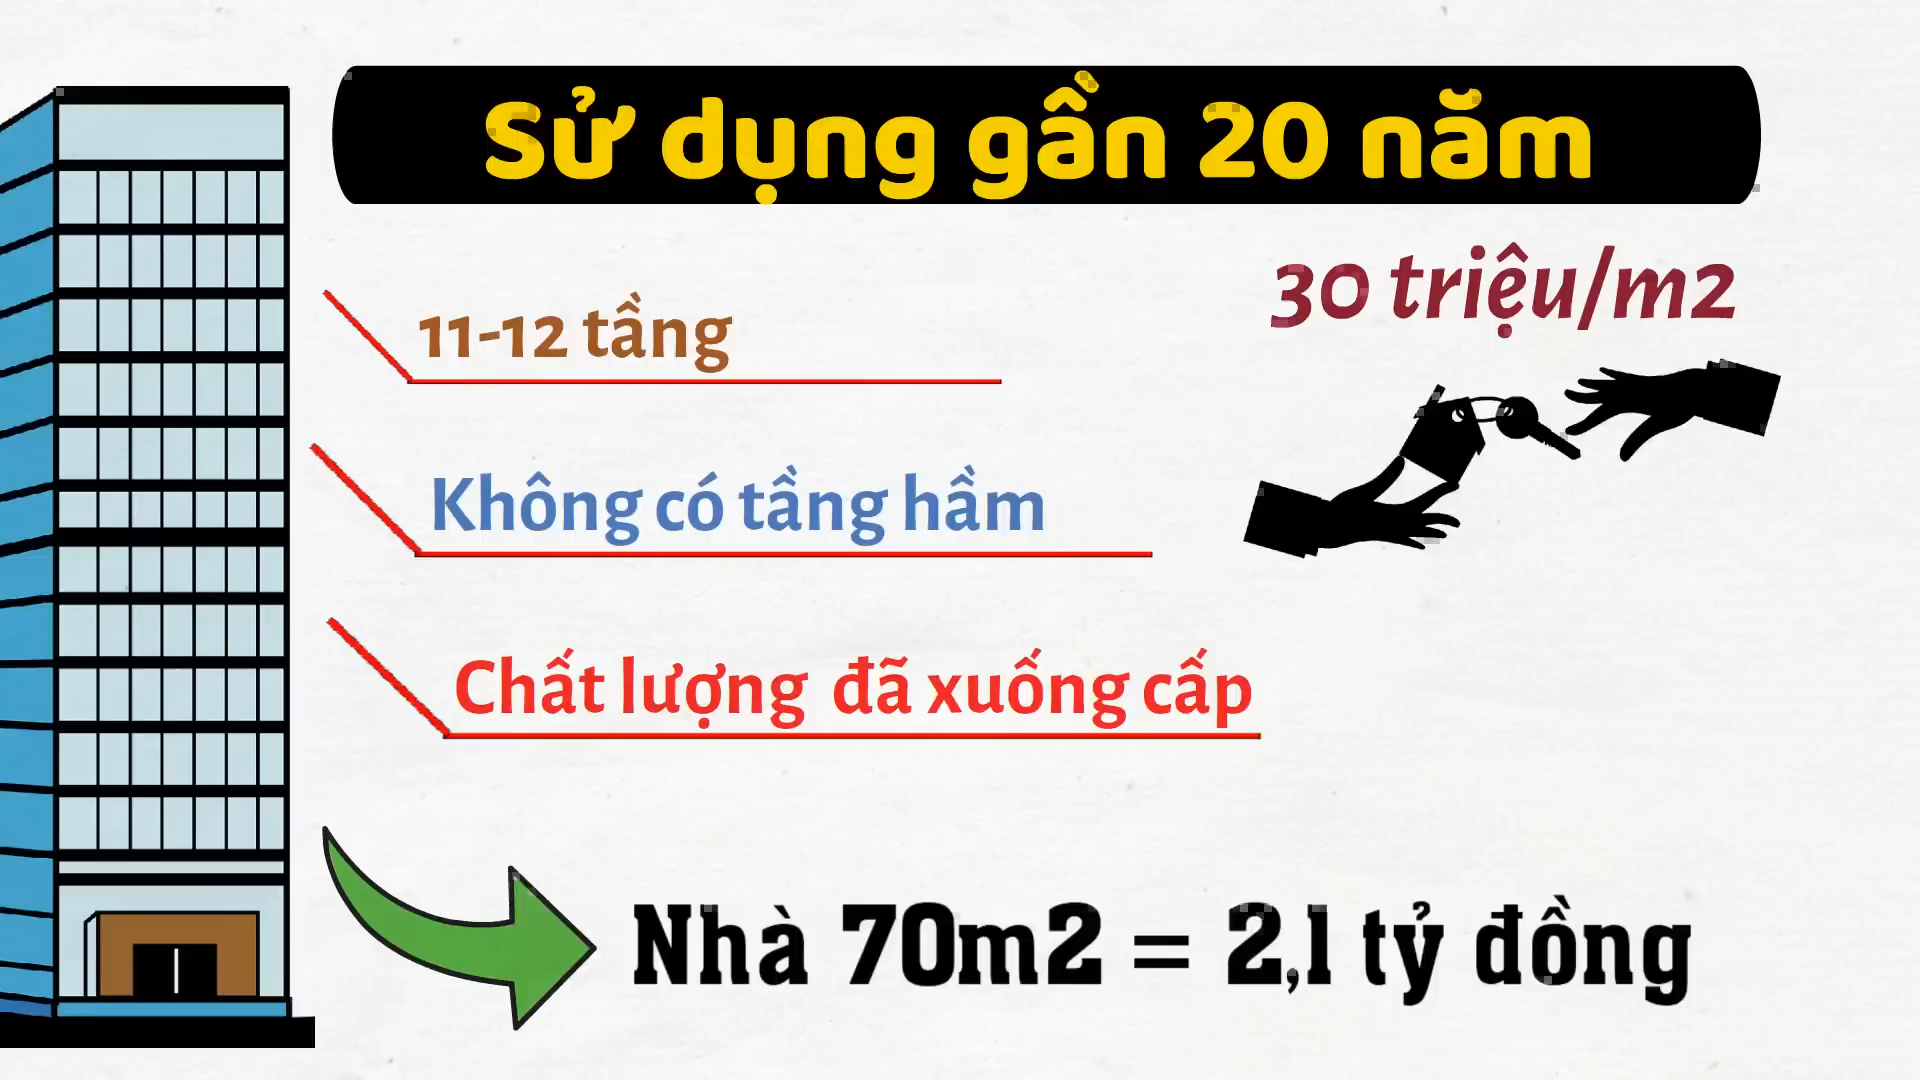 Sử dụng gần 20 năm
30 triệu/m2
11-12 tầng
Không có tầng hầm
Chất lượng đã xuống cấp
Nhà 70m2 = 2,1 tỷ đồng